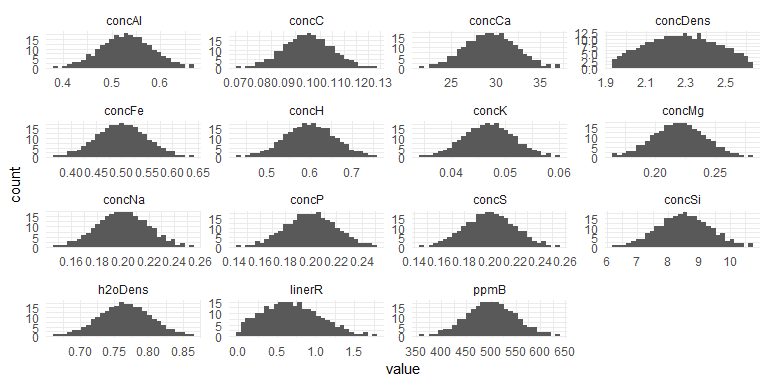 concAl concC concCa concDens
15 10 5 0 15 10 5 0 15 10 5 0 12.5 10.0 7.5 5.0 2.5 0.0
0.4 0.5 0.6 0.070.080.090.100.110.120.13 25 30 35 1.9 2.1 2.3 2.5
concFe concH concK concMg
15 10 5 0 15 10 5 0 15 10 5 0 15 10 5 0
0.400.450.500.550.600.65 0.5 0.6 0.7 0.04 0.05 0.06 0.20 0.25
count
concNa concP concS concSi
15 10 5 0 15 10 5 0 15 10 5 0 15 10 5 0
0.16 0.18 0.20 0.22 0.24 0.26 0.14 0.16 0.18 0.20 0.22 0.24 0.14 0.16 0.18 0.20 0.22 0.24 0.26 6 7 8 9 10
h2oDens linerR ppmB
15 10 5 0 15 10 5 0 15 10 5 0
0.70 0.75 0.80 0.85 0.0 0.5 1.0 1.5 350 400 450 500 550 600 650
value